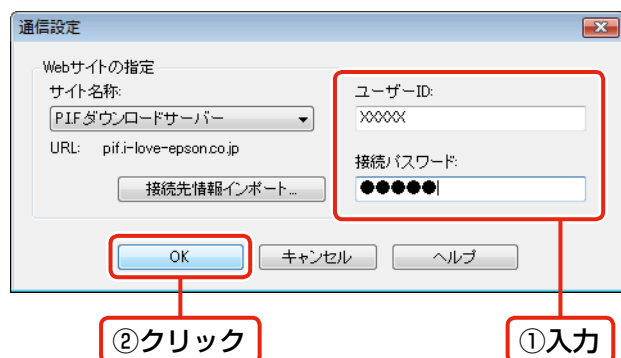 通信設定
Webサイトの指定
サイト名称:
P.I.F.ダウンロードサーバー
URL: pif.i-love-epson.co.jp
接続先情報インポート...
ユーザーID:
XXXXX
接続パスワード:
●●●●●
OK
キャンセル
ヘルプ
②クリック
①入力